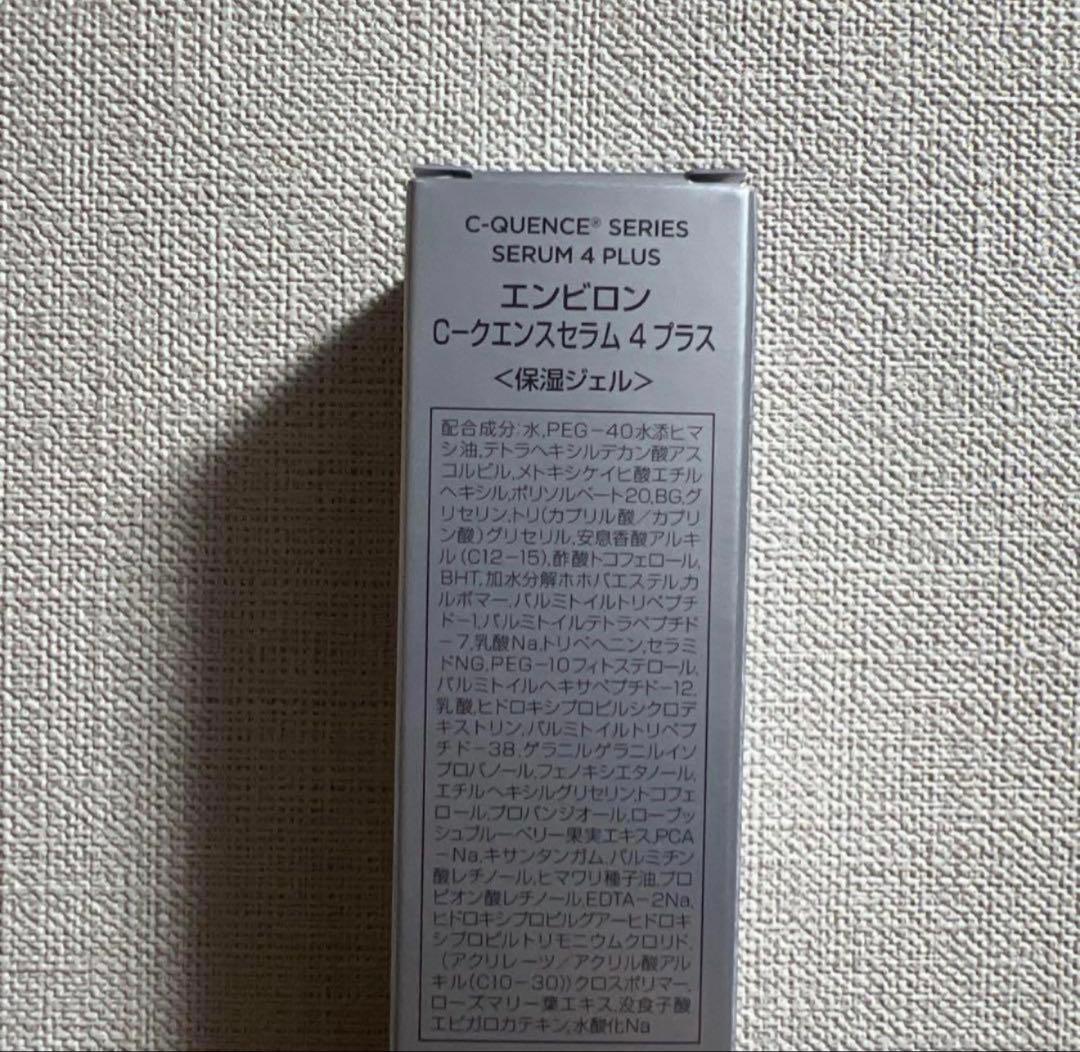 C-QUENCE® SERIES
SERUM 4 PLUS
エンビロン
C−クエンスセラム 4 プラス
＜保湿ジェル＞
配合成分:水,PEG−40水添ヒマ
シ油,テトラヘキシルデカン酸アス
コルビル,メトキシケイヒ酸エチル
ヘキシル,ポリソルベート20,BG,グ
リセリン,トリ(カプリル酸／カプリ
ン酸)グリセリル,安息香酸アルキ
ル(C12−15),酢酸トコフェロール,
BHT,加水分解ホホバエステル,カ
ルボマー,パルミトイルトリペプチ
ド−1,パルミトイルテトラペプチド
−7,乳酸Na,トリベヘニン,セラミ
ドNG,PEG−10フィトステロール,
パルミトイルヘキサペプチド−12,
乳酸,ヒドロキシプロピルシクロデ
キストリン,パルミトイルトリペプ
チド−38,ゲラニルゲラニルイソ
プロパノール,フェノキシエタノール,
エチルヘキシルグリセリン,トコフェ
ロール,プロパンジオール,ローブッ
シュブルーベリー果実エキス,PCA
−Na,キサンタンガム,パルミチン
酸レチノール,ヒマワリ種子油,プロ
ピオン酸レチノール,EDTA−2Na,
ヒドロキシプロピルグアーヒドロキ
シプロピルトリモニウムクロリド,
(アクリレーツ／アクリル酸アル
キル(C10−30))クロスポリマー,
ローズマリー葉エキス,没食子酸
エピガロカテキン,水酸化Na